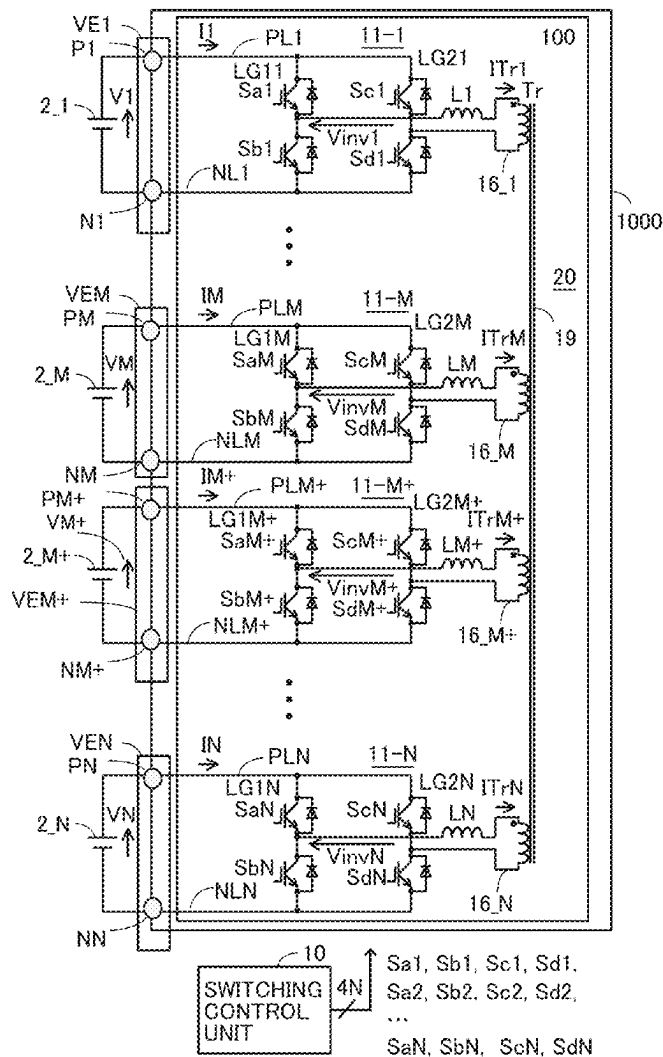 VE1
P1
I1
PL1
11-1
100
LG11
LG21
ITr1
Tr
2_1
V1
Sa1
Sc1
L1
Vinv1
Sb1
Sd1
NL1
16_1
N1
1000
VEM
PM
IM
PLM
11-M
20
LG1M
LG2M
ITrM
19
2_M
VM
SaM
ScM
LM
VinvM
SbM
SdM
NLM
16_M
NM
PM+
IM+
PLM+
11-M+
VM+
LG1M+
LG2M+
ITrM+
2_M+
SaM+
ScM+
LM+
VinvM+
VEM+
SbM+
SdM+
NLM+
16_M+
NM+
VEN
PN
IN
PLN
11-N
LG1N
LG2N
ITrN
2_N
VN
SaN
ScN
LN
VinvN
SbN
SdN
NLN
16_N
NN
10
SWITCHING
CONTROL
UNIT
4N
Sa1, Sb1, Sc1, Sd1,
Sa2, Sb2, Sc2, Sd2,
...
SaN, SbN, ScN, SdN